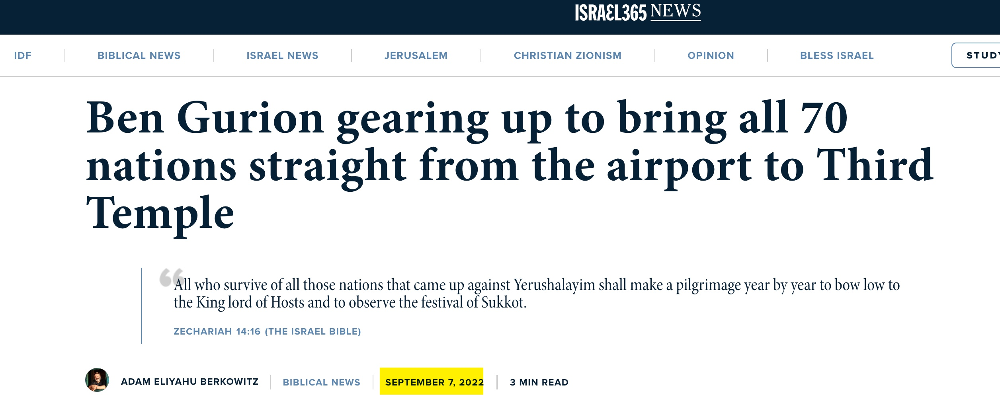 ISRAEL365 NEWS
IDF
BIBLICAL NEWS
ISRAEL NEWS
JERUSALEM
CHRISTIAN ZIONISM
OPINION
BLESS ISRAEL
STUDY
Ben Gurion gearing up to bring all 70
nations straight from the airport to Third
Temple
“All who survive of all those nations that came up against Yerushalayim shall make a pilgrimage year by year to bow low to
the King lord of Hosts and to observe the festival of Sukkot.
ZECHARIAH 14:16 (THE ISRAEL BIBLE)
ADAM ELIYAHU BERKOWITZ
BIBLICAL NEWS
SEPTEMBER 7, 2022
3 MIN READ